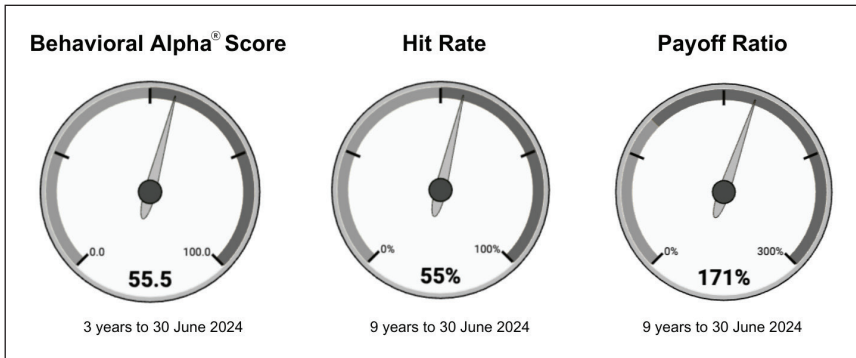 Behavioral Alpha® Score
0.0
100.0
55.5
3 years to 30 June 2024
Hit Rate
0%
100%
55%
9 years to 30 June 2024
Payoff Ratio
0%
300%
171%
9 years to 30 June 2024